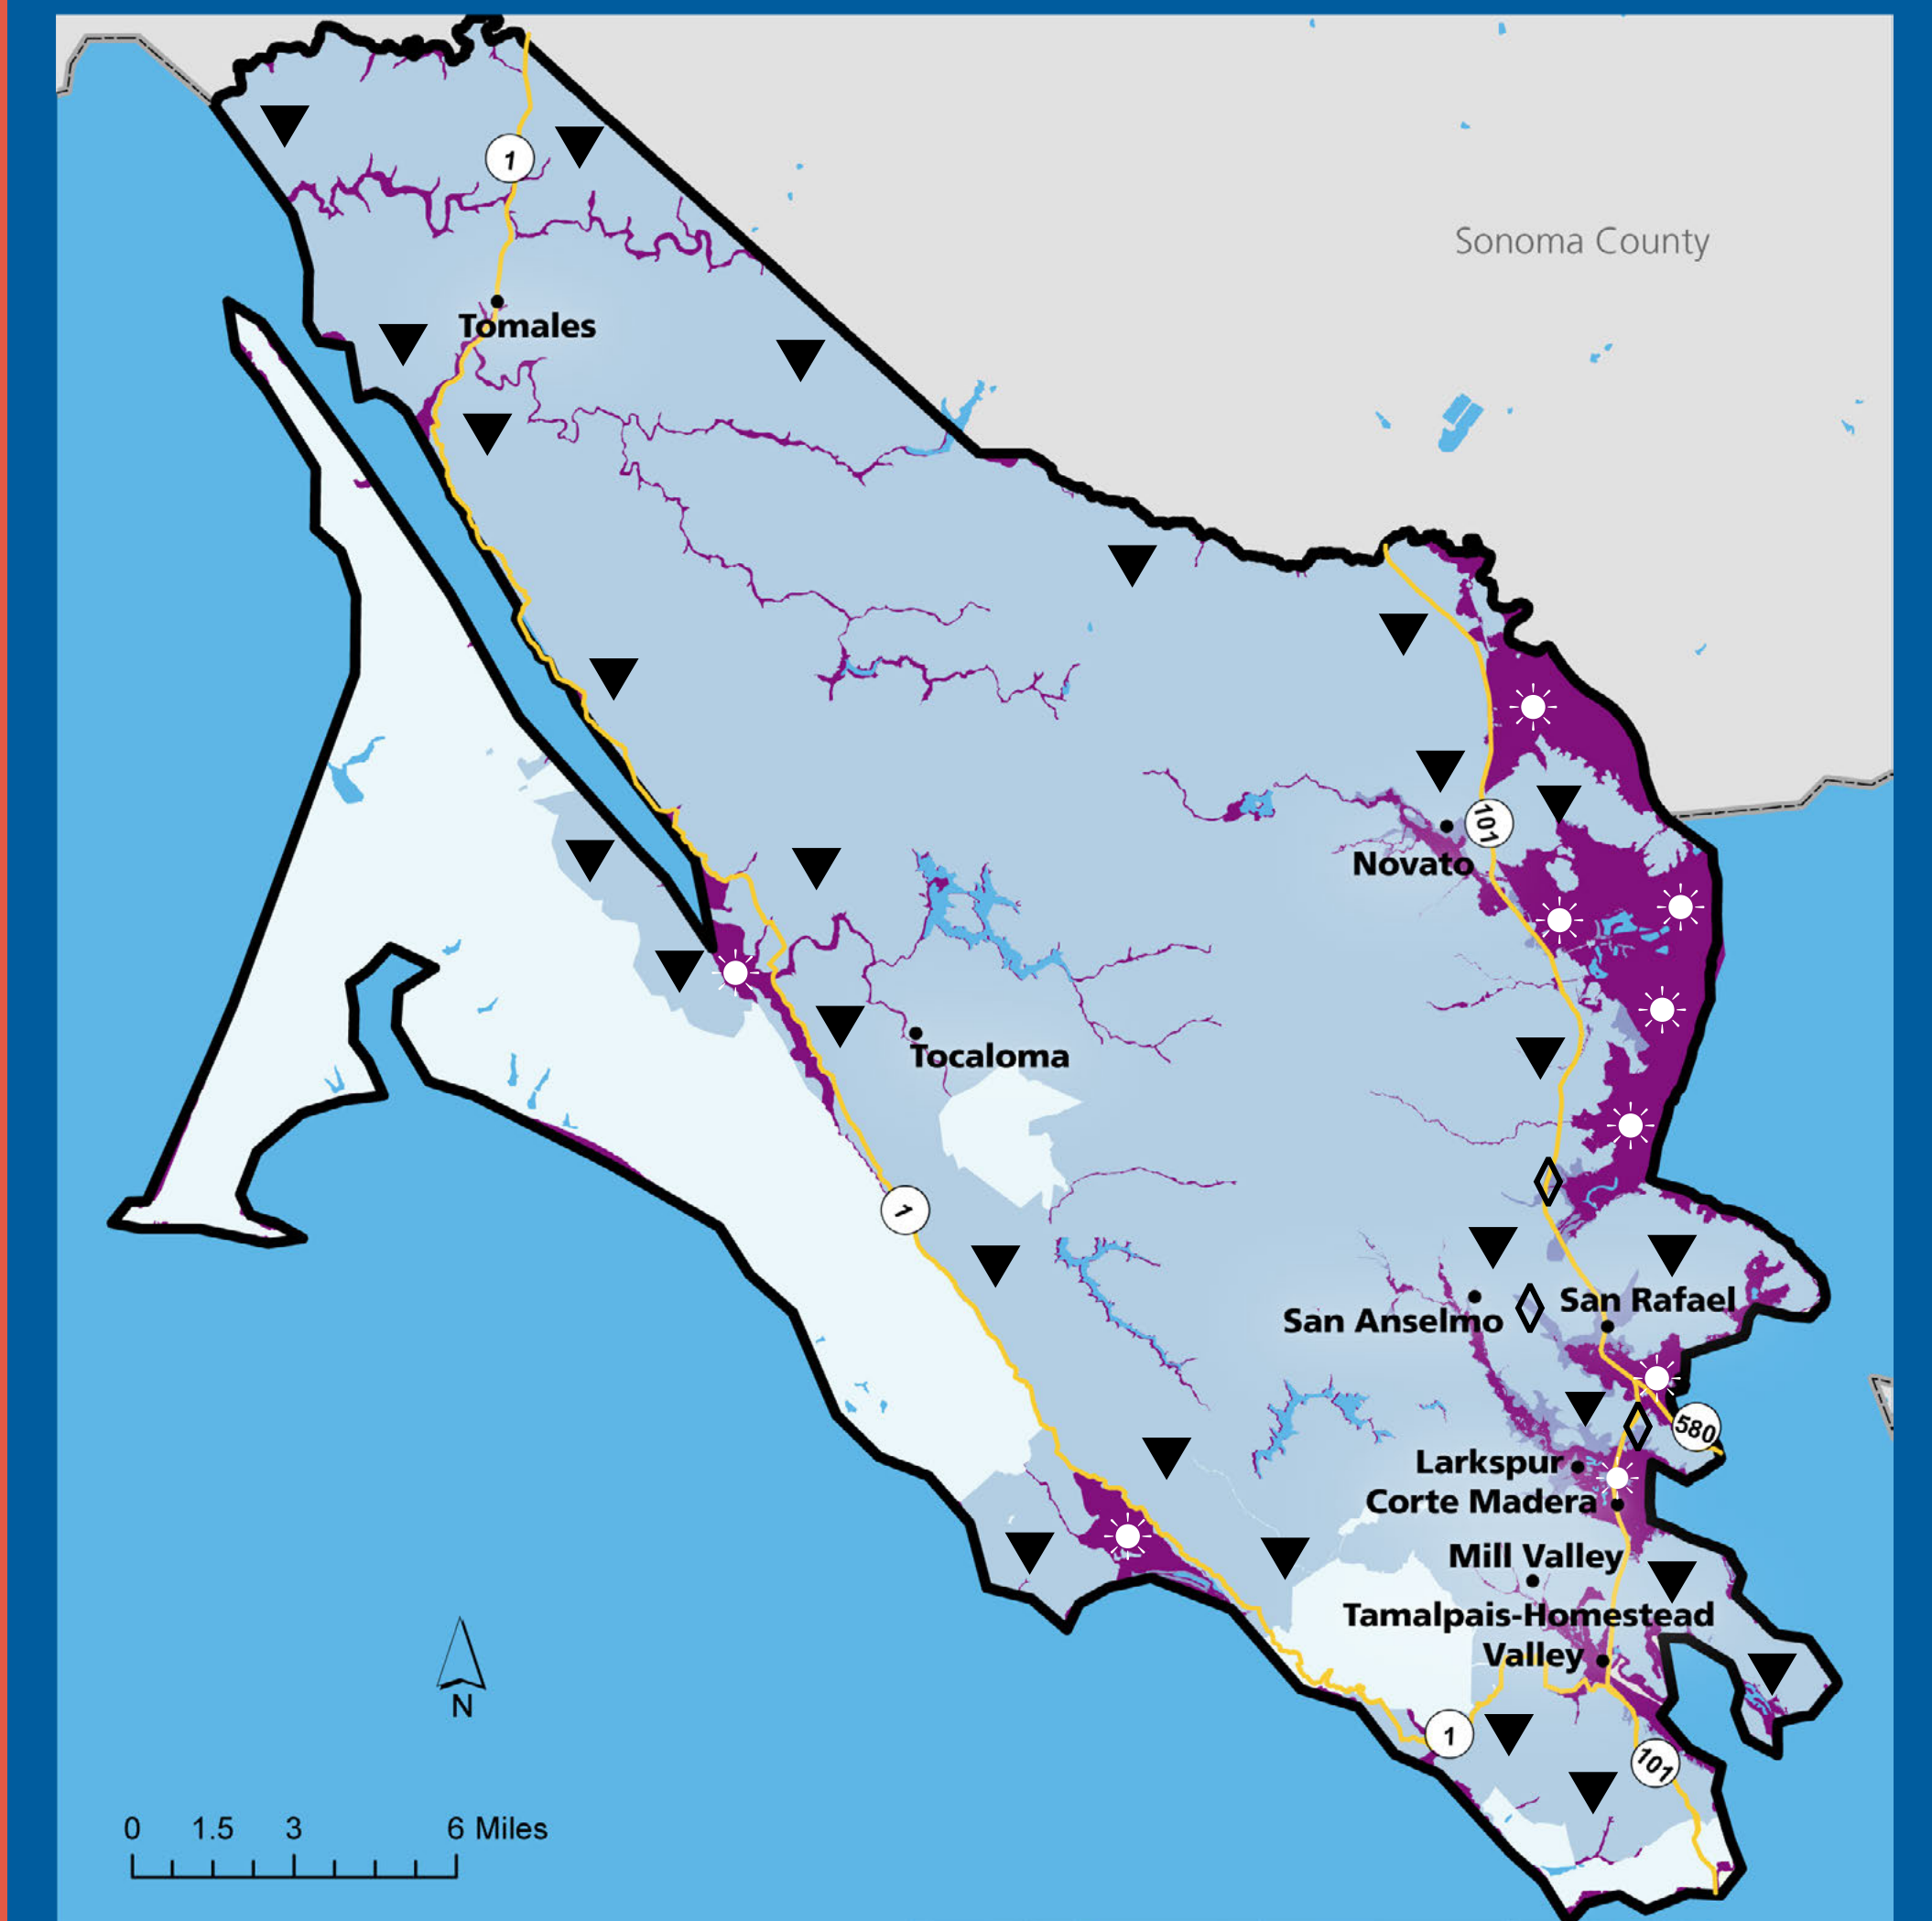 1
Sonoma County
Tomales
101
Novato
Tocaloma
1
San Rafael
San Anselmo
580
Larkspur
Corte Madera
Mill Valley
Tamalpais-Homestead
Valley
1
101
N
0 1.5 3 6 Miles